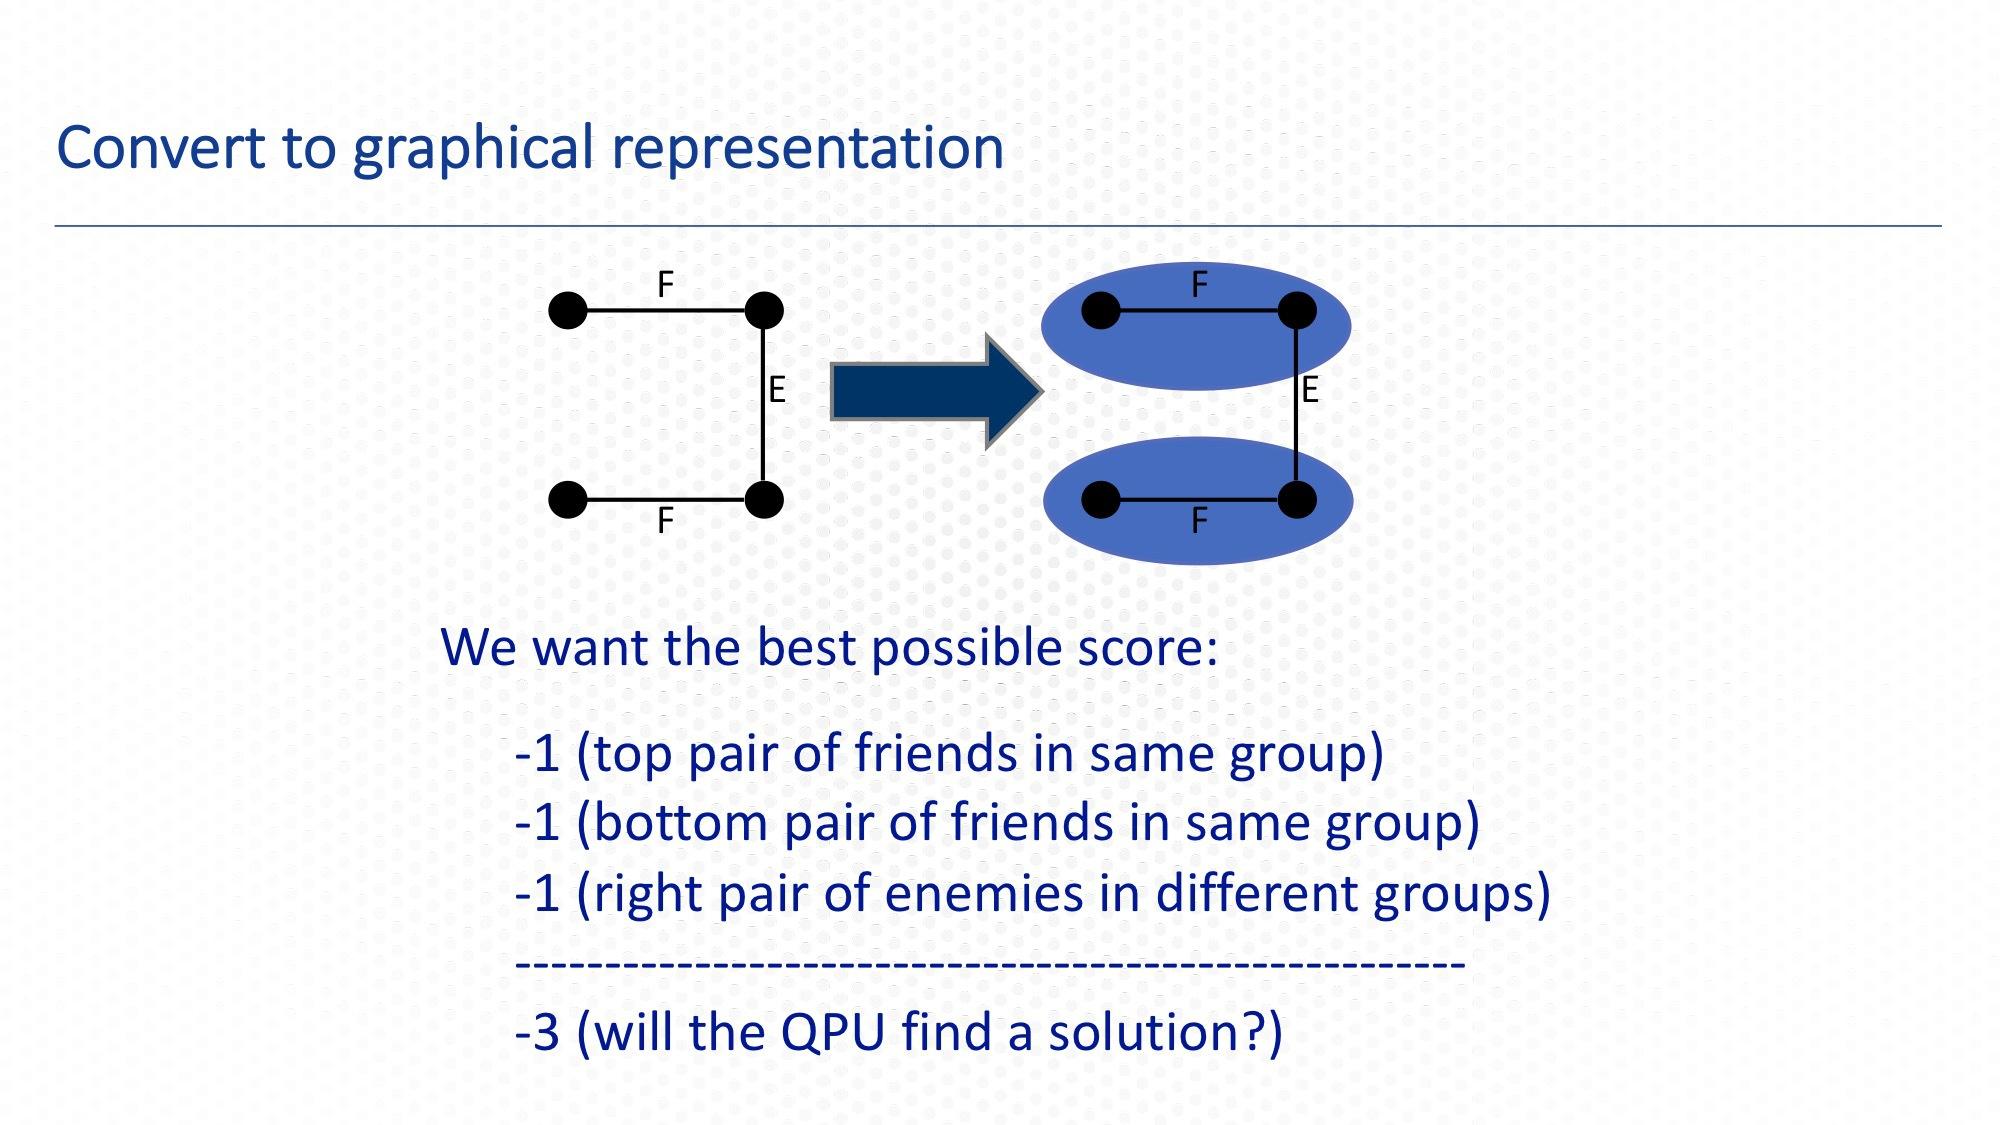 Convert to graphical representation
F
F
E
E
F
F
We want the best possible score:
-1 (top pair of friends in same group)
-1 (bottom pair of friends in same group)
-1 (right pair of enemies in different groups)
-----------------------------------------------------
-3 (will the QPU find a solution?)